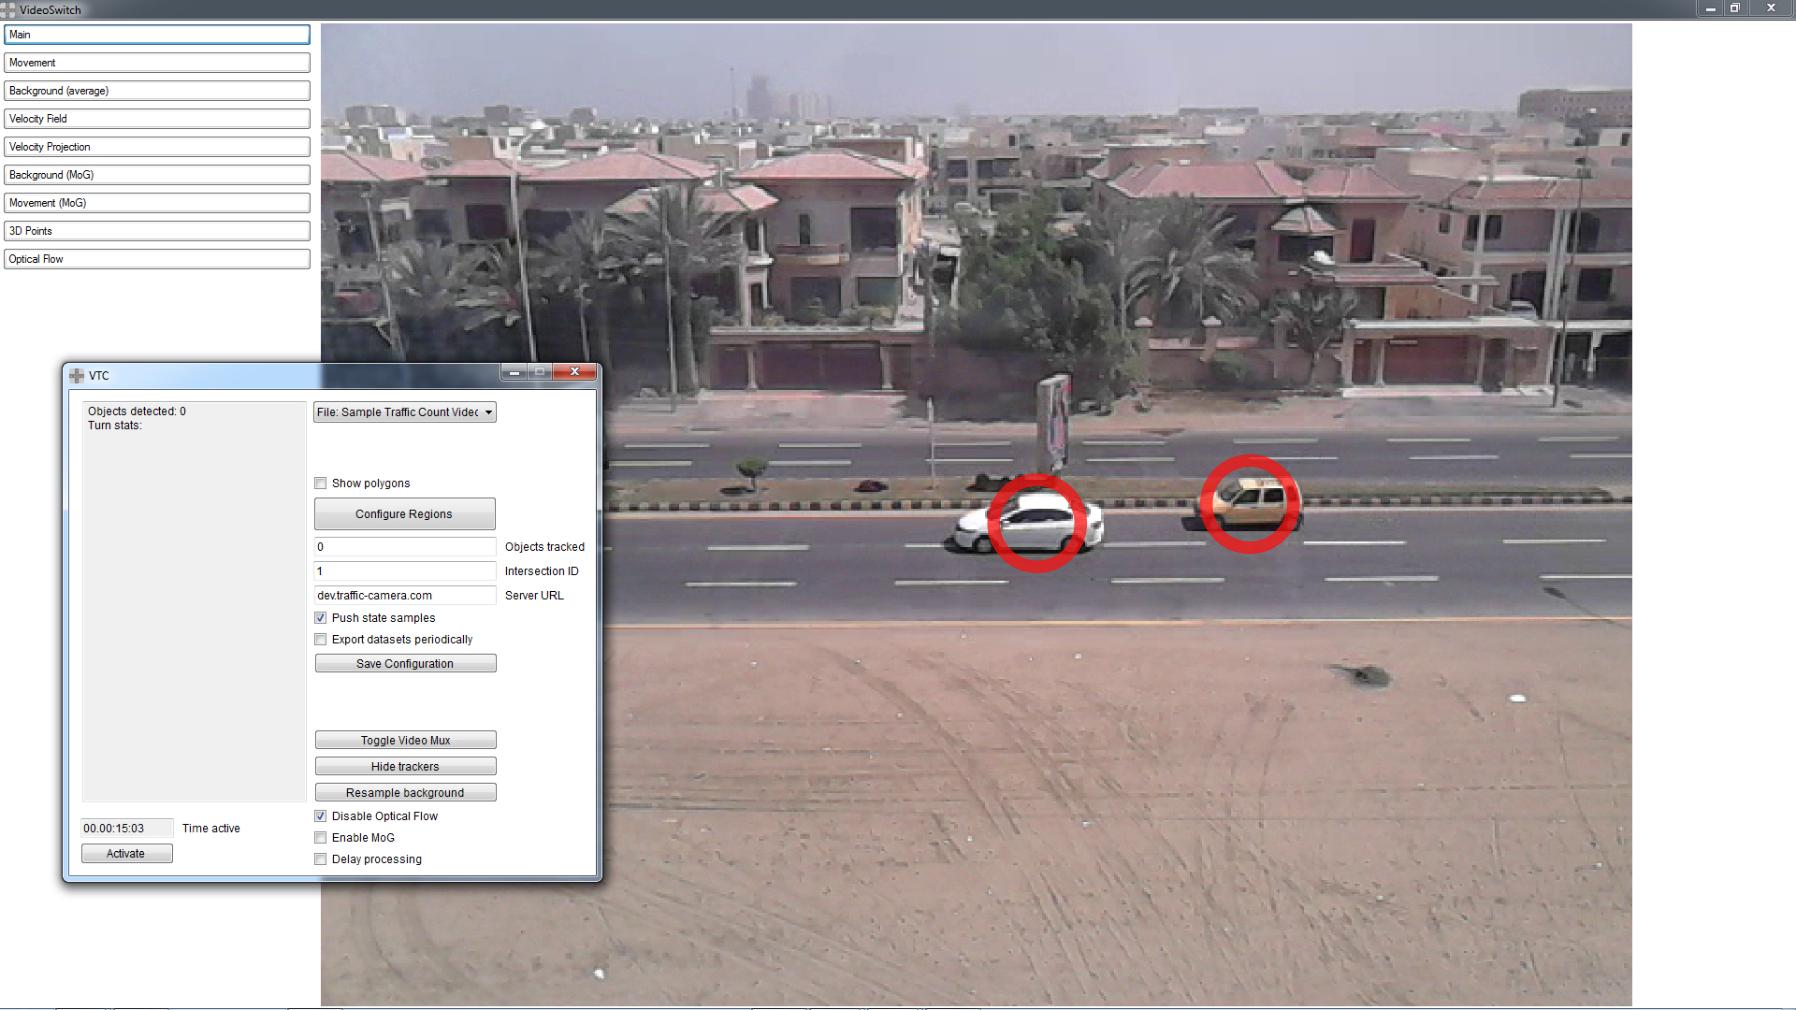 VideoSwitch
Main
Movement
Background (average)
Velocity Field
Velocity Projection
Background (MoG)
Movement (MoG)
3D Points
Optical Flow
VTC
Objects detected: 0
Turn stats:
File: Sample Traffic Count Videc
Show polygons
Configure Regions
0 Objects tracked
1 Intersection ID
dev.traffic-camera.com Server URL
Push state samples
Export datasets periodically
Save Configuration
Toggle Video Mux
Hide trackers
Resample background
Disable Optical Flow
00.00:15:03 Time active
Enable MoG
Activate
Delay processing